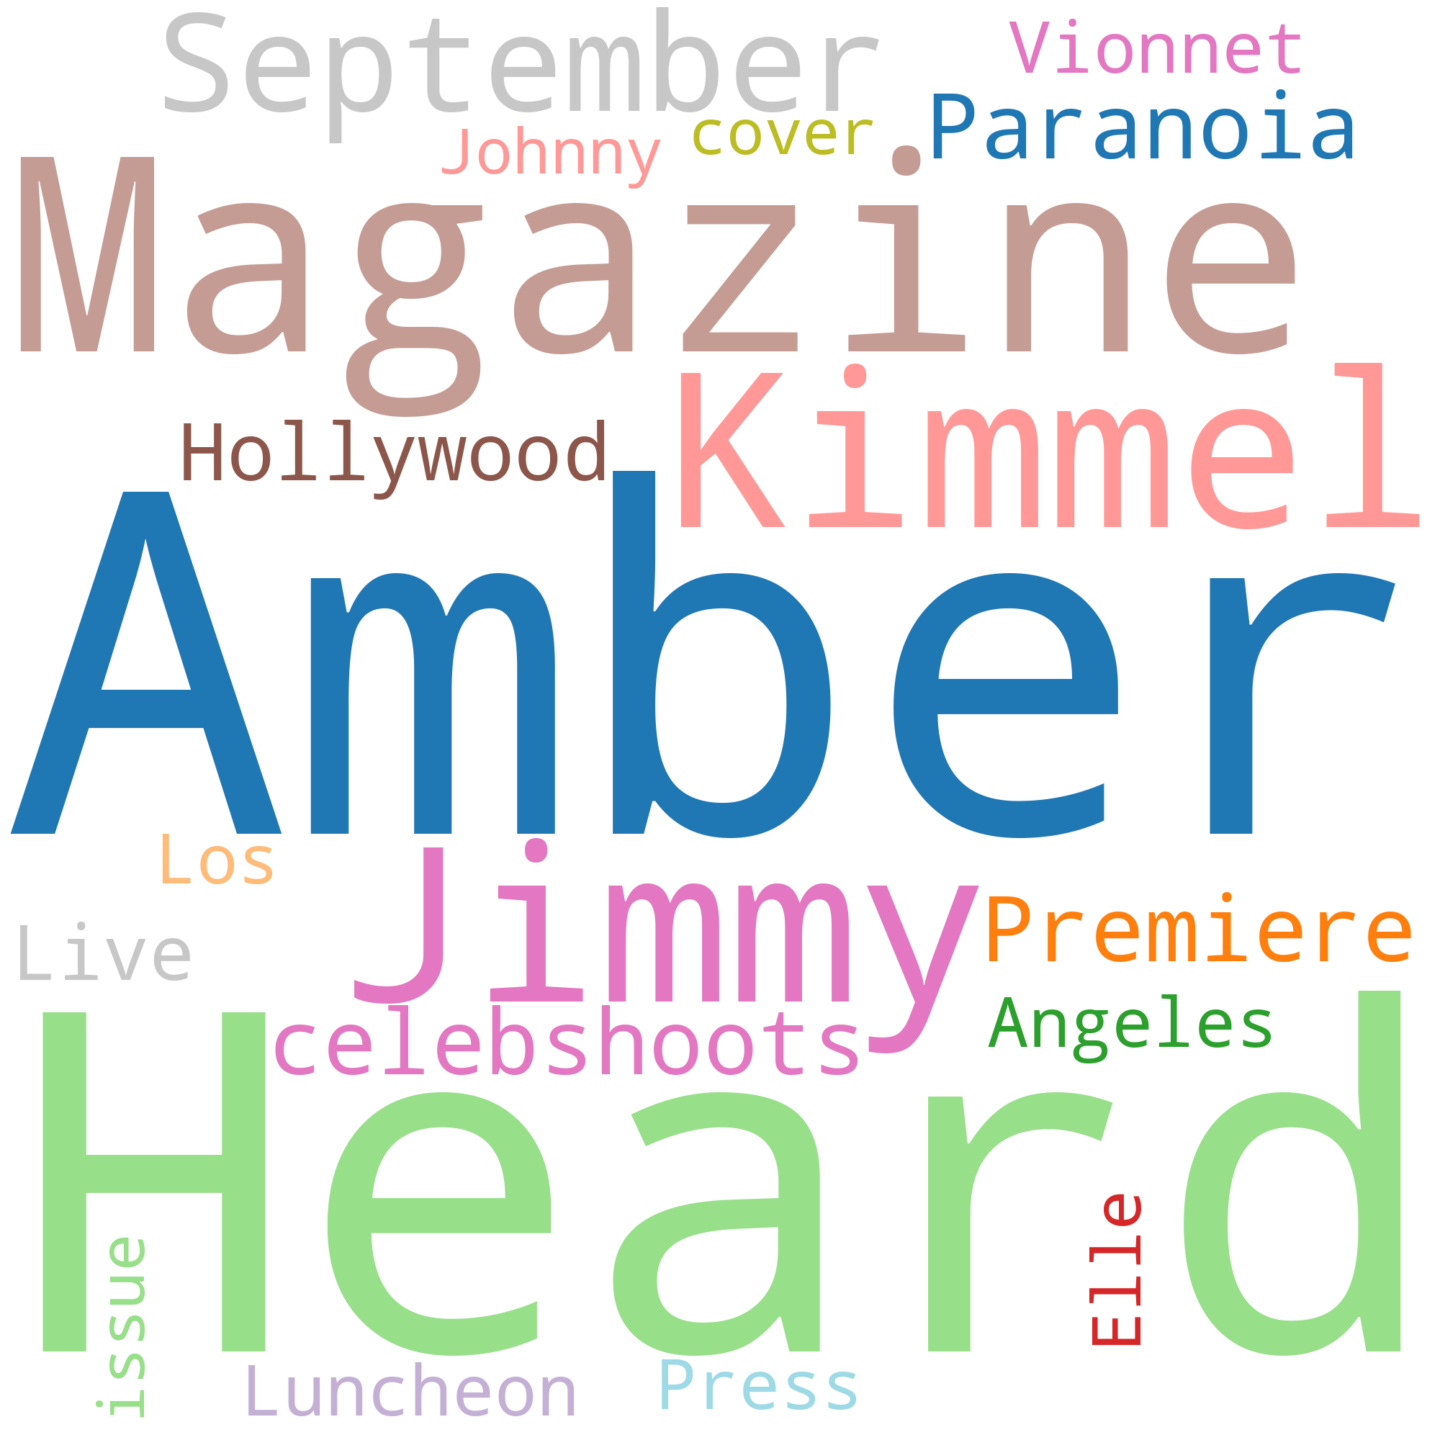 September
Vionnet
Paranoia
Johnny
cover
Magazine
Kimmel
Hollywood
Amber
Los
Jimmy
Premiere
Live
Angeles
celebshoots
Heard
Elle
issue
Luncheon
Press